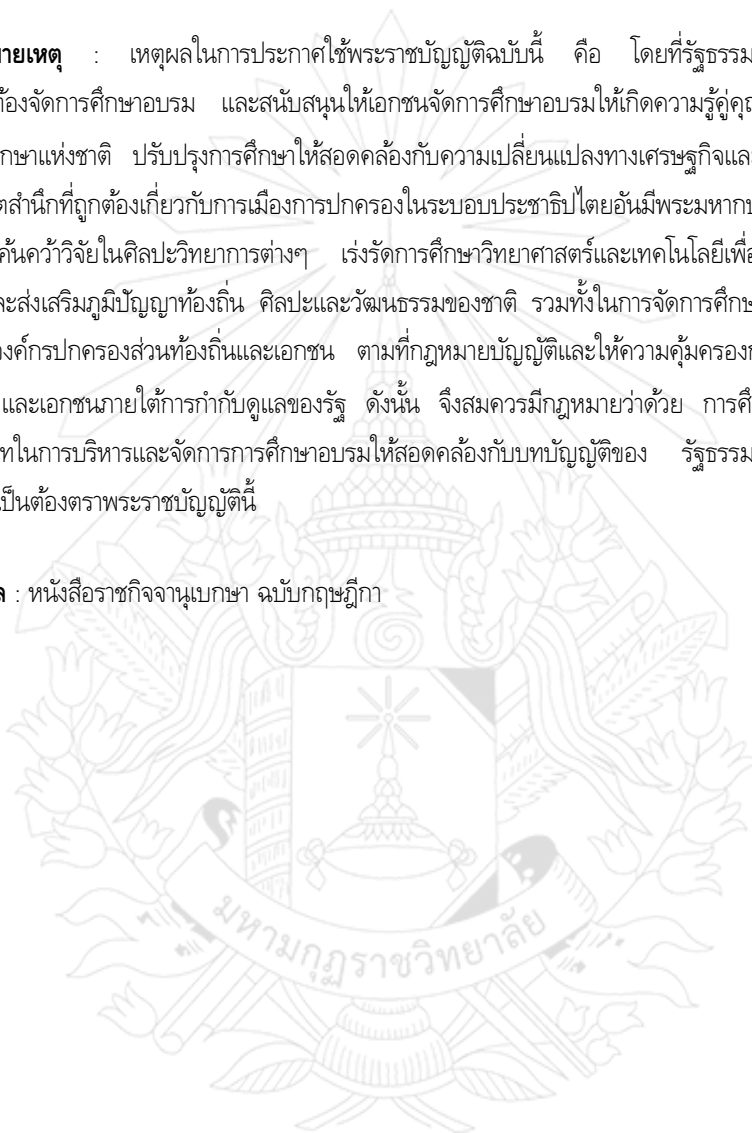 ายเหตุ : เหตุผลในการประกาศใช้พระราชบัญญัติฉบับนี้ คือ โดยที่รัฐธรรม
ต้องจัดการศึกษาอบรม และสนับสนุนให้เอกชนจัดการศึกษาอบรมให้เกิดความรู้คู่คุณ
กษาแห่งชาติ ปรับปรุงการศึกษาให้สอดคล้องกับความเปลี่ยนแปลงทางเศรษฐกิจและ
ตสำนึกที่ถูกต้องเกี่ยวกับการเมืองการปกครองในระบอบประชาธิปไตยอันมีพระมหากษ
ค้นคว้าวิจัยในศิลปะวิทยาการต่างๆ เร่งรัดการศึกษาวิทยาศาสตร์และเทคโนโลยีเพื่อ
ละส่งเสริมภูมิปัญญาท้องถิ่น ศิลปะและวัฒนธรรมของชาติ รวมทั้งในการจัดการศึกษ
องค์กรปกครองส่วนท้องถิ่นและเอกชน ตามที่กฎหมายบัญญัติและให้ความคุ้มครองก
และเอกชนภายใต้การกำกับดูแลของรัฐ ดังนั้น จึงสมควรมีกฎหมายว่าด้วย การศึ
ทในการบริหารและจัดการการศึกษาอบรมให้สอดคล้องกับบทบัญญัติของ รัฐธรรม
เป็นต้องตราพระราชบัญญัตินี้
ล : หนังสือราชกิจจานุเบกษา ฉบับกฤษฎีกา
มหามกุฏราชวิทยาลัย